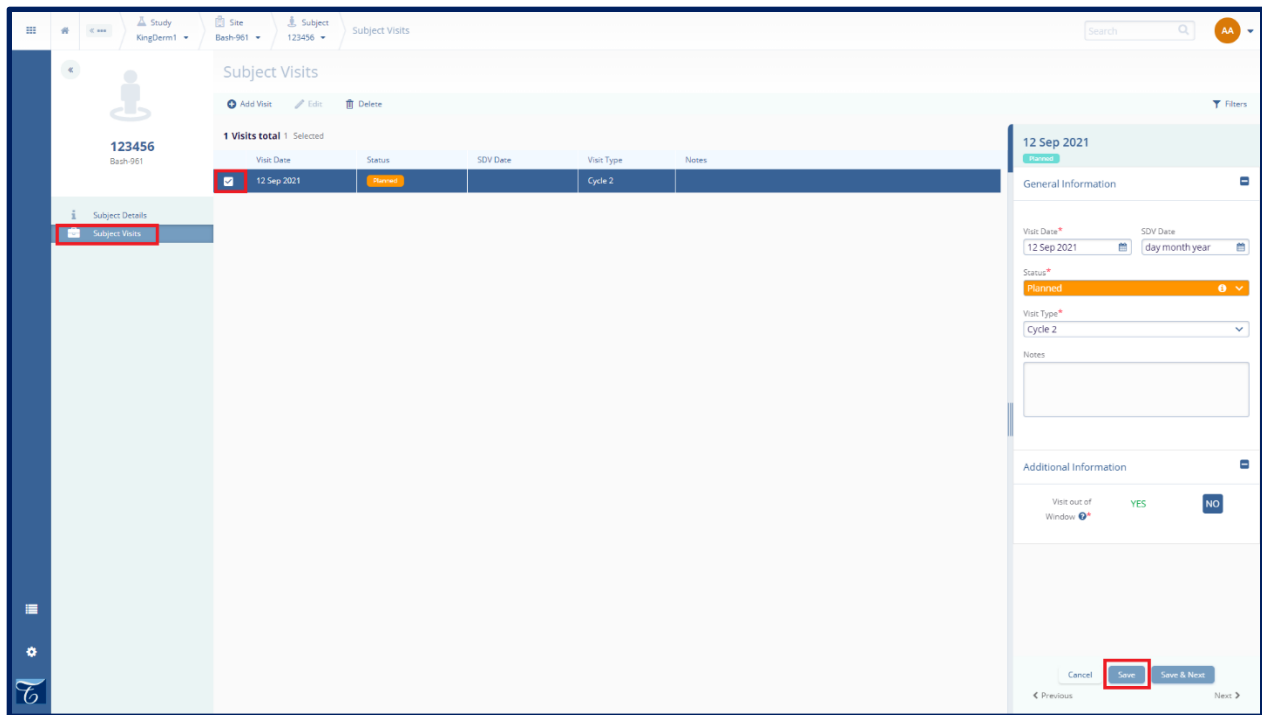 Study
KingDerm1
Site
Bash-961
Subject
123456
Subject Visits
Search
AA
123456
Bash-961
Subject Details
Subject Visits
Subject Visits
Add Visit Edit Delete Filters
1 Visits total 1 Selected
Visit Date Status SDV Date Visit Type Notes
12 Sep 2021 Planned Cycle 2
12 Sep 2021
Planned
General Information
Visit Date* SDV Date
12 Sep 2021 day month year
Status*
Planned
Visit Type*
Cycle 2
Notes
Additional Information
Visit out of
Window * YES NO
Cancel Save Save & Next
Previous Next